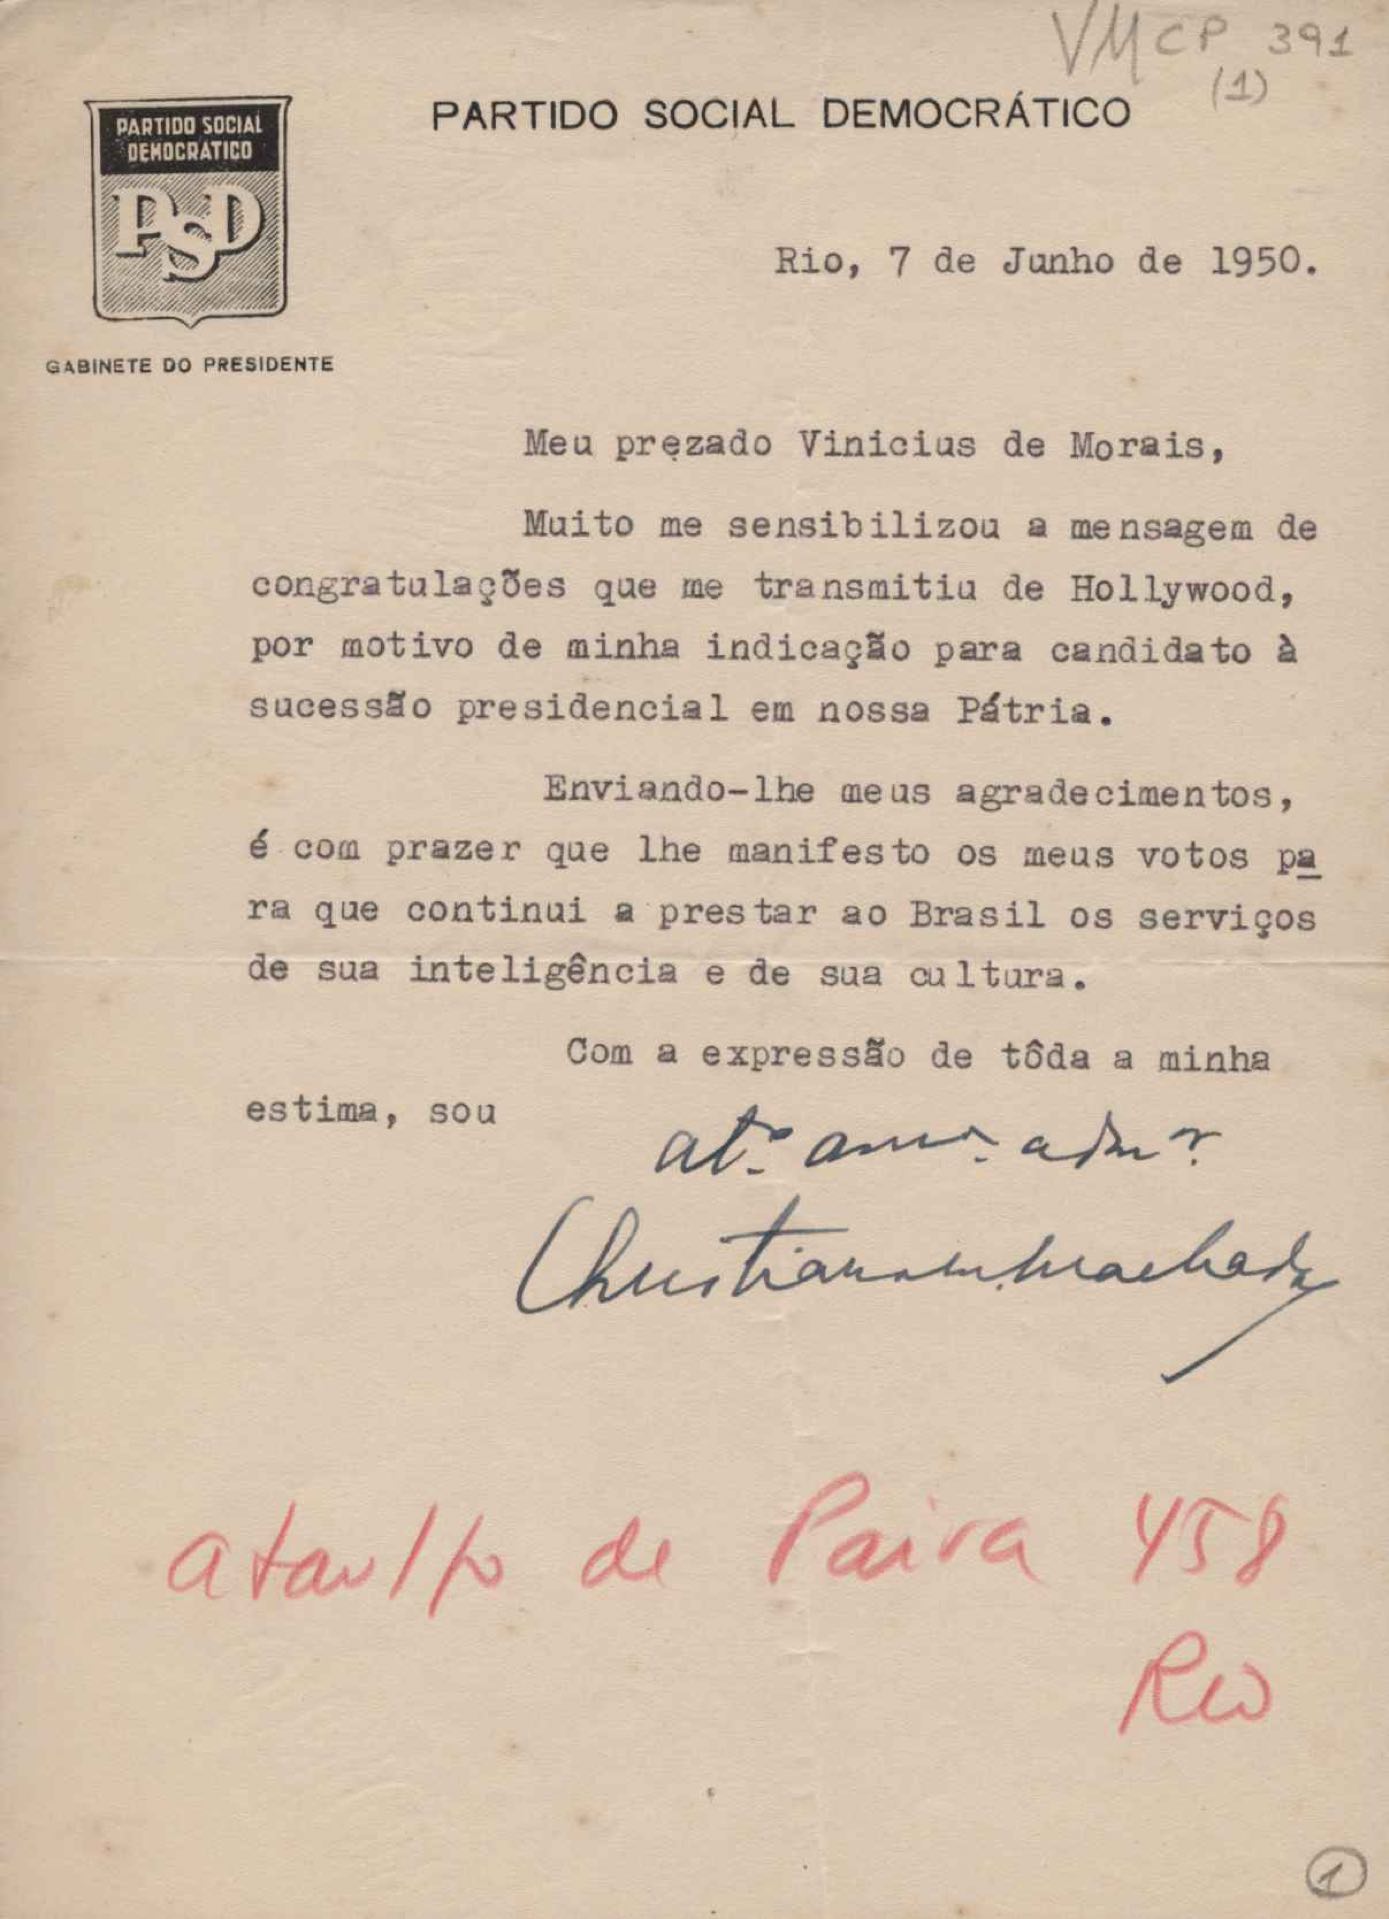 VMCP 391
(1)
PARTIDO SOCIAL DEMOCRÁTICO
PARTIDO SOCIAL
DEMOCRATICO
PSD
GABINETE DO PRESIDENTE
Rio, 7 de Junho de 1950.
Meu prezado Vinicius de Morais,
Muito me sensibilizou a mensagem de
congratulações que me transmitiu de Hollywood,
por motivo de minha indicação para candidato à
sucessão presidencial em nossa Pátria.
Enviando-lhe meus agradecimentos,
é com prazer que lhe manifesto os meus votos pa
ra que continui a prestar ao Brasil os serviços
de sua inteligência e de sua cultura.
Com a expressão de tôda a minha
estima, sou
at.º am.º adm.r
Christiano M. Machado
Ataulfo de Paiva 458
Rio
1